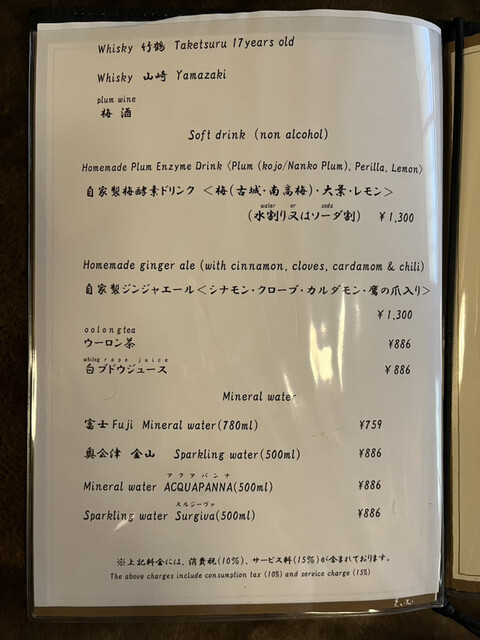 Whisky 竹鶴 Taketsuru 17years old
Whisky 山崎 Yamazaki
plum wine
梅酒
Soft drink (non alcohol)
Homemade Plum Enzyme Drink〈Plum (kojo/Nanko Plum), Perilla, Lemon〉
自家製梅酵素ドリンク <梅(古城・南高梅)・大葉・レモン>
water or soda
(水割り又はソーダ割) ¥1,300
Homemade ginger ale (with cinnamon, cloves, cardamom & chili)
自家製ジンジャエール<シナモン・クローブ・カルダモン・鷹の爪入り>
¥1,300
oolongtea
ウーロン茶 ¥886
grape juice
白ブドウジュース ¥886
Mineral water
富士 Fuji Mineral water(780ml) ¥759
奥会津 金山 Sparkling water(500ml) ¥886
アクアパンナ
Mineral water ACQUAPANNA(500ml) ¥886
スルジーヴァ
Sparkling water Surgiva(500ml) ¥886
※上記料金には、消費税(10%)、サービス料(15%)が含まれております。
The above charges include consumption tax (10%) and service charge (15%)